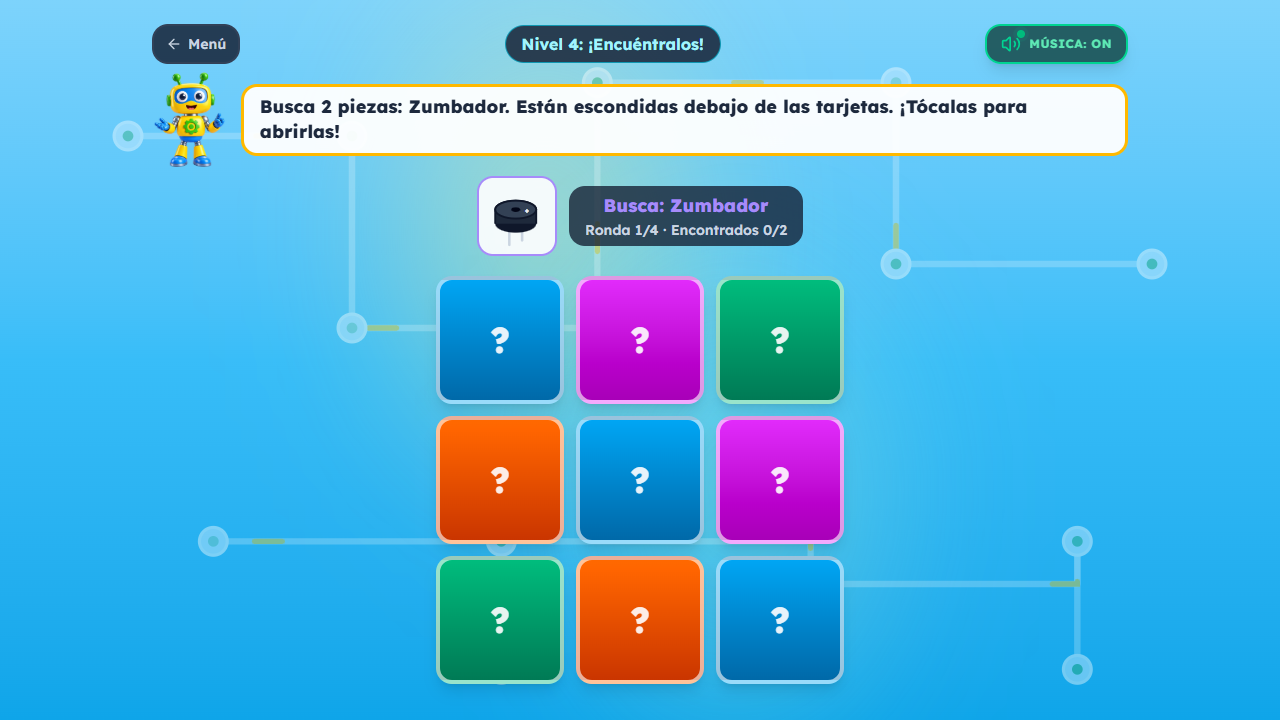 Menú
Nivel 4: ¡Encuéntralos!
MÚSICA: ON
Busca 2 piezas: Zumbador. Están escondidas debajo de las tarjetas. ¡Tócalas para
abrirlas!
Busca: Zumbador
Ronda 1/4 · Encontrados 0/2
? ? ?
? ? ?
? ? ?